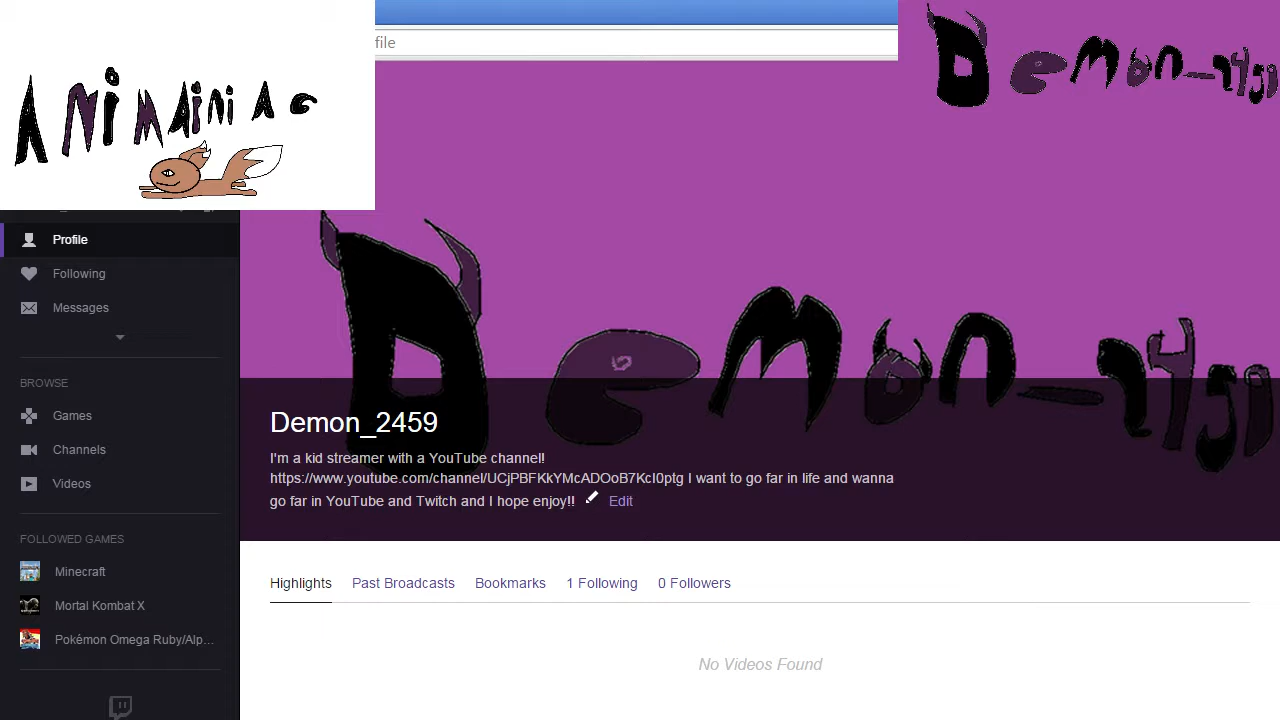 file
Demon_2459
ANiMAiNiAC
Profile
Following
Messages
BROWSE
Games
Channels
Videos
FOLLOWED GAMES
Minecraft
Mortal Kombat X
Pokémon Omega Ruby/Alp...
Demon_2459
Demon_2459
I'm a kid streamer with a YouTube channel!
https://www.youtube.com/channel/UCjPBFKkYMcADOoB7KcI0ptg I want to go far in life and wanna
go far in YouTube and Twitch and I hope enjoy!! Edit
Highlights Past Broadcasts Bookmarks 1 Following 0 Followers
No Videos Found